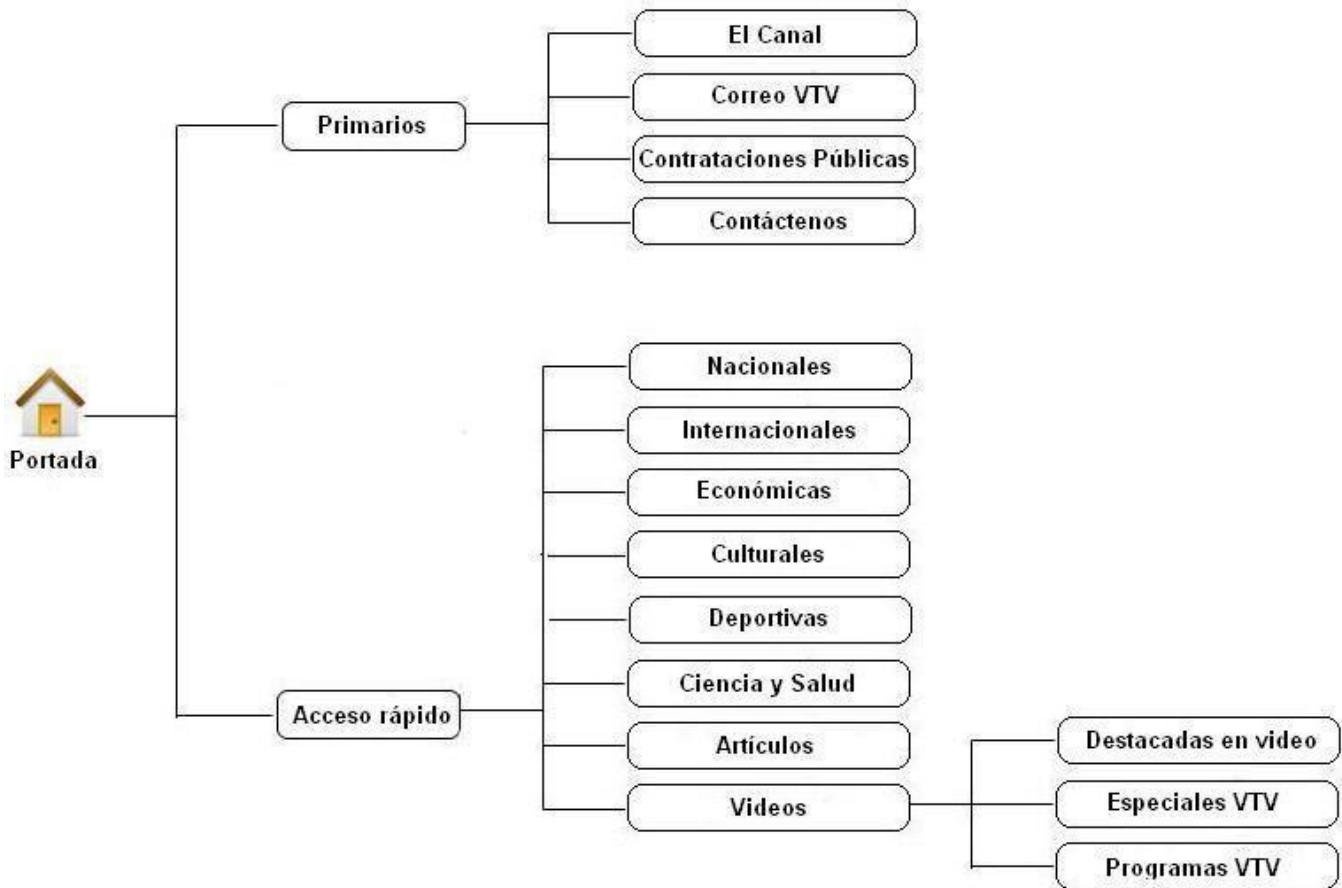 Portada
Primarios
El Canal
Correo VTV
Contrataciones Públicas
Contáctenos
Acceso rápido
Nacionales
Internacionales
Económicas
Culturales
Deportivas
Ciencia y Salud
Artículos
Videos
Destacadas en video
Especiales VTV
Programas VTV